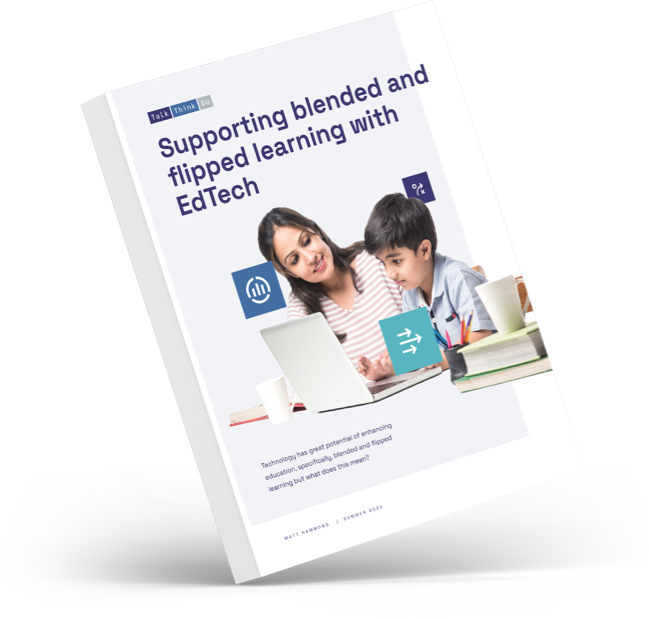 Talk Think Do
Supporting blended and
flipped learning with
EdTech
Technology has great potential of enhancing
education, specifically, blended and flipped
learning but what does this mean?
MATT HAMMOND | SUMMER 2020